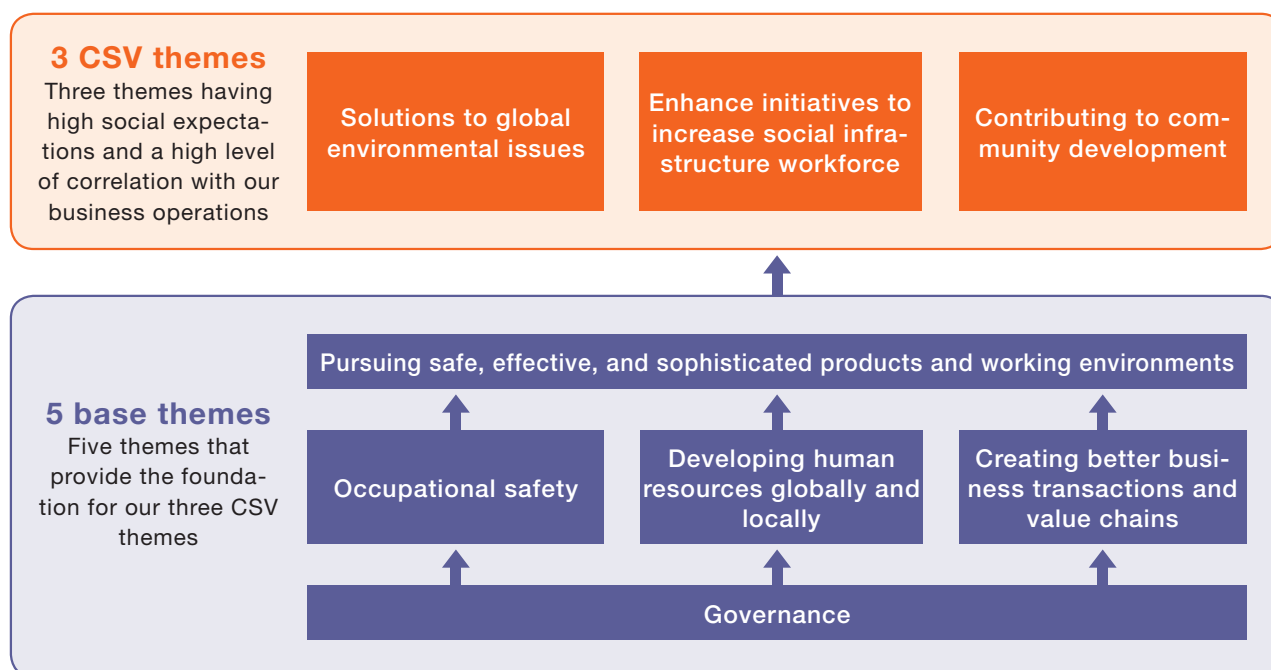 3 CSV themes
Three themes having
high social expecta-
tions and a high level
of correlation with our
business operations
Solutions to global
environmental issues
Enhance initiatives to
increase social infra-
structure workforce
Contributing to com-
munity development
5 base themes
Five themes that
provide the founda-
tion for our three CSV
themes
Pursuing safe, effective, and sophisticated products and working environments
Occupational safety
Developing human
resources globally and
locally
Creating better busi-
ness transactions and
value chains
Governance